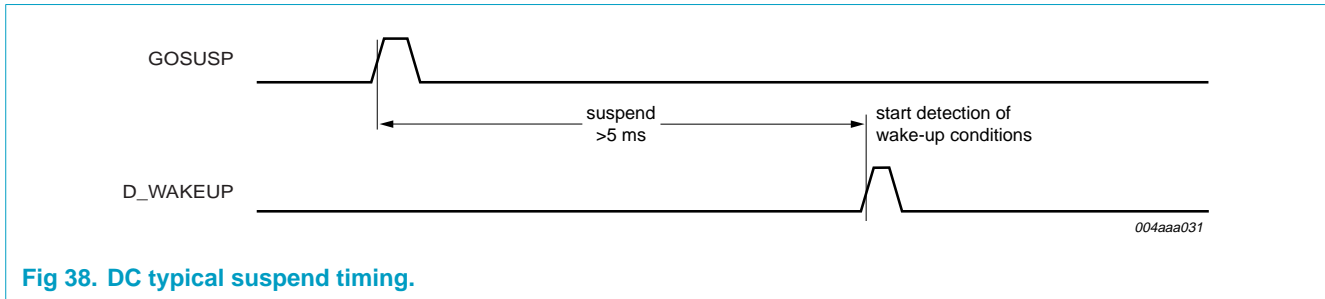 GOSUSP
suspend
>5 ms
start detection of
wake-up conditions
D_WAKEUP
004aaa031
Fig 38. DC typical suspend timing.